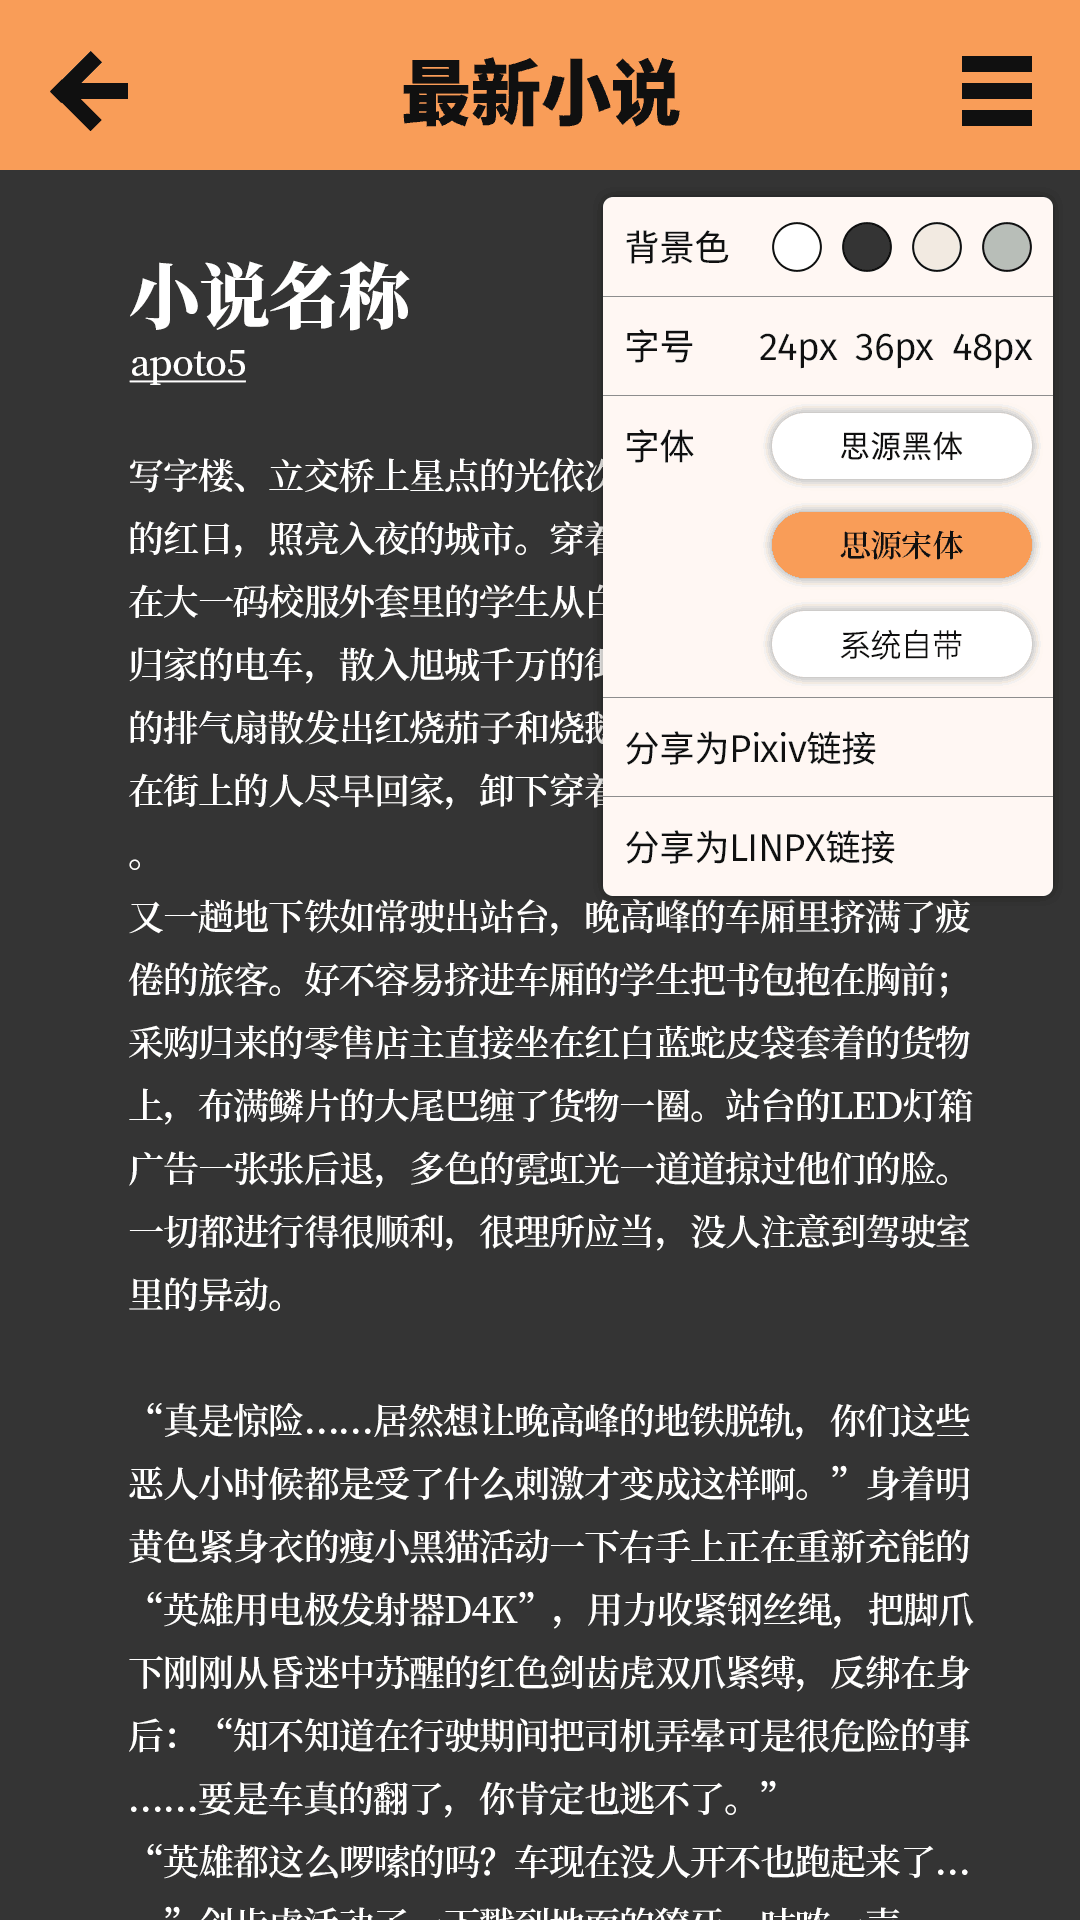 最新小说
背景色
字号 24px 36px 48px
字体 思源黑体
思源宋体
系统自带
分享为Pixiv链接
分享为LINPX链接
小说名称
apoto5
写字楼、立交桥上星点的光依次
的红日，照亮入夜的城市。穿着
在大一码校服外套里的学生从白
归家的电车，散入旭城千万的街
的排气扇散发出红烧茄子和烧鹅
在街上的人尽早回家，卸下穿着
。
又一趟地下铁如常驶出站台，晚高峰的车厢里挤满了疲
倦的旅客。好不容易挤进车厢的学生把书包抱在胸前；
采购归来的零售店主直接坐在红白蓝蛇皮袋套着的货物
上，布满鳞片的大尾巴缠了货物一圈。站台的LED灯箱
广告一张张后退，多色的霓虹光一道道掠过他们的脸。
一切都进行得很顺利，很理所应当，没人注意到驾驶室
里的异动。
“真是惊险……居然想让晚高峰的地铁脱轨，你们这些
恶人小时候都是受了什么刺激才变成这样啊。”身着明
黄色紧身衣的瘦小黑猫活动一下右手上正在重新充能的
“英雄用电极发射器D4K”，用力收紧钢丝绳，把脚爪
下刚刚从昏迷中苏醒的红色剑齿虎双爪紧缚，反绑在身
后：“知不知道在行驶期间把司机弄晕可是很危险的事
……要是车真的翻了，你肯定也逃不了。”
“英雄都这么啰嗦的吗？车现在没人开不也跑起来了…